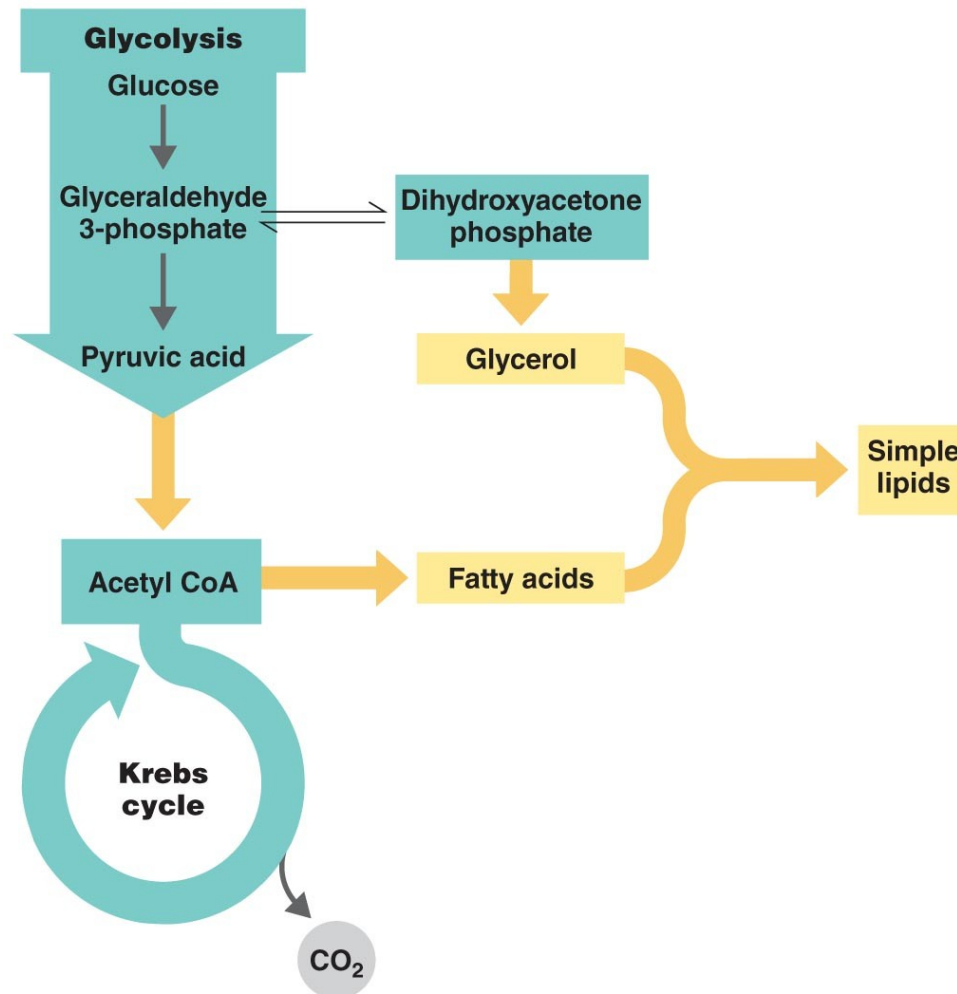 Glycolysis
Glucose
Glyceraldehyde
3-phosphate
Dihydroxyacetone
phosphate
Pyruvic acid
Glycerol
Simple
lipids
Acetyl CoA
Fatty acids
Krebs
cycle
CO₂